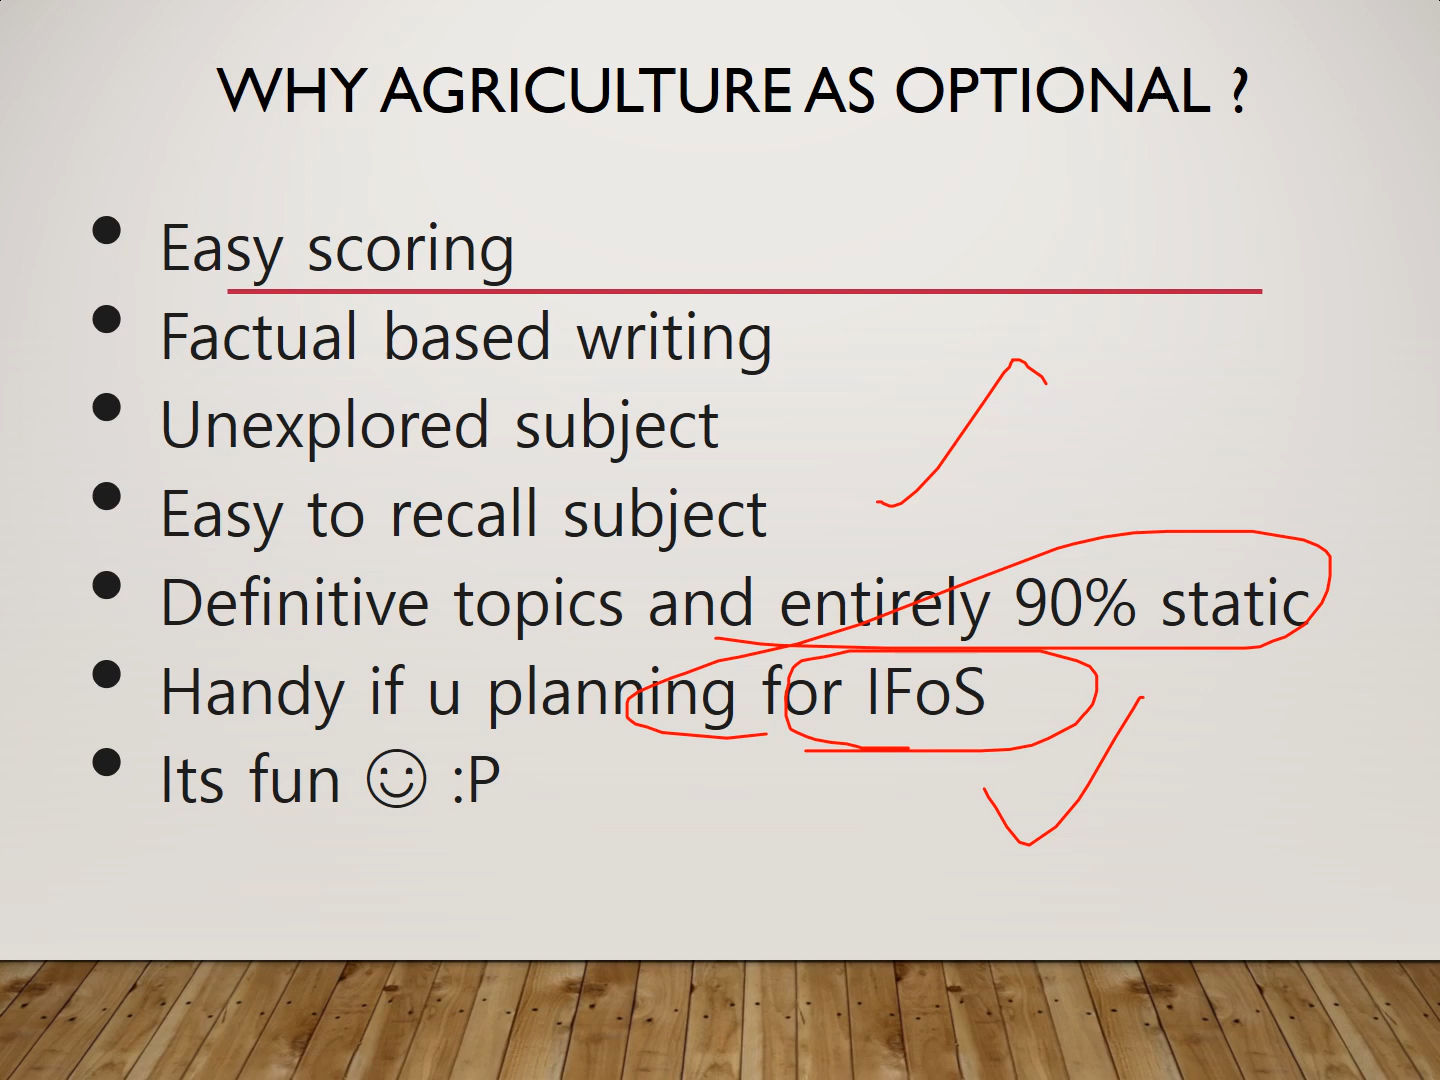 WHY AGRICULTURE AS OPTIONAL ?
• Easy scoring
• Factual based writing
• Unexplored subject
• Easy to recall subject
• Definitive topics and entirely 90% static
• Handy if u planning for IFoS
• Its fun ☺ :P